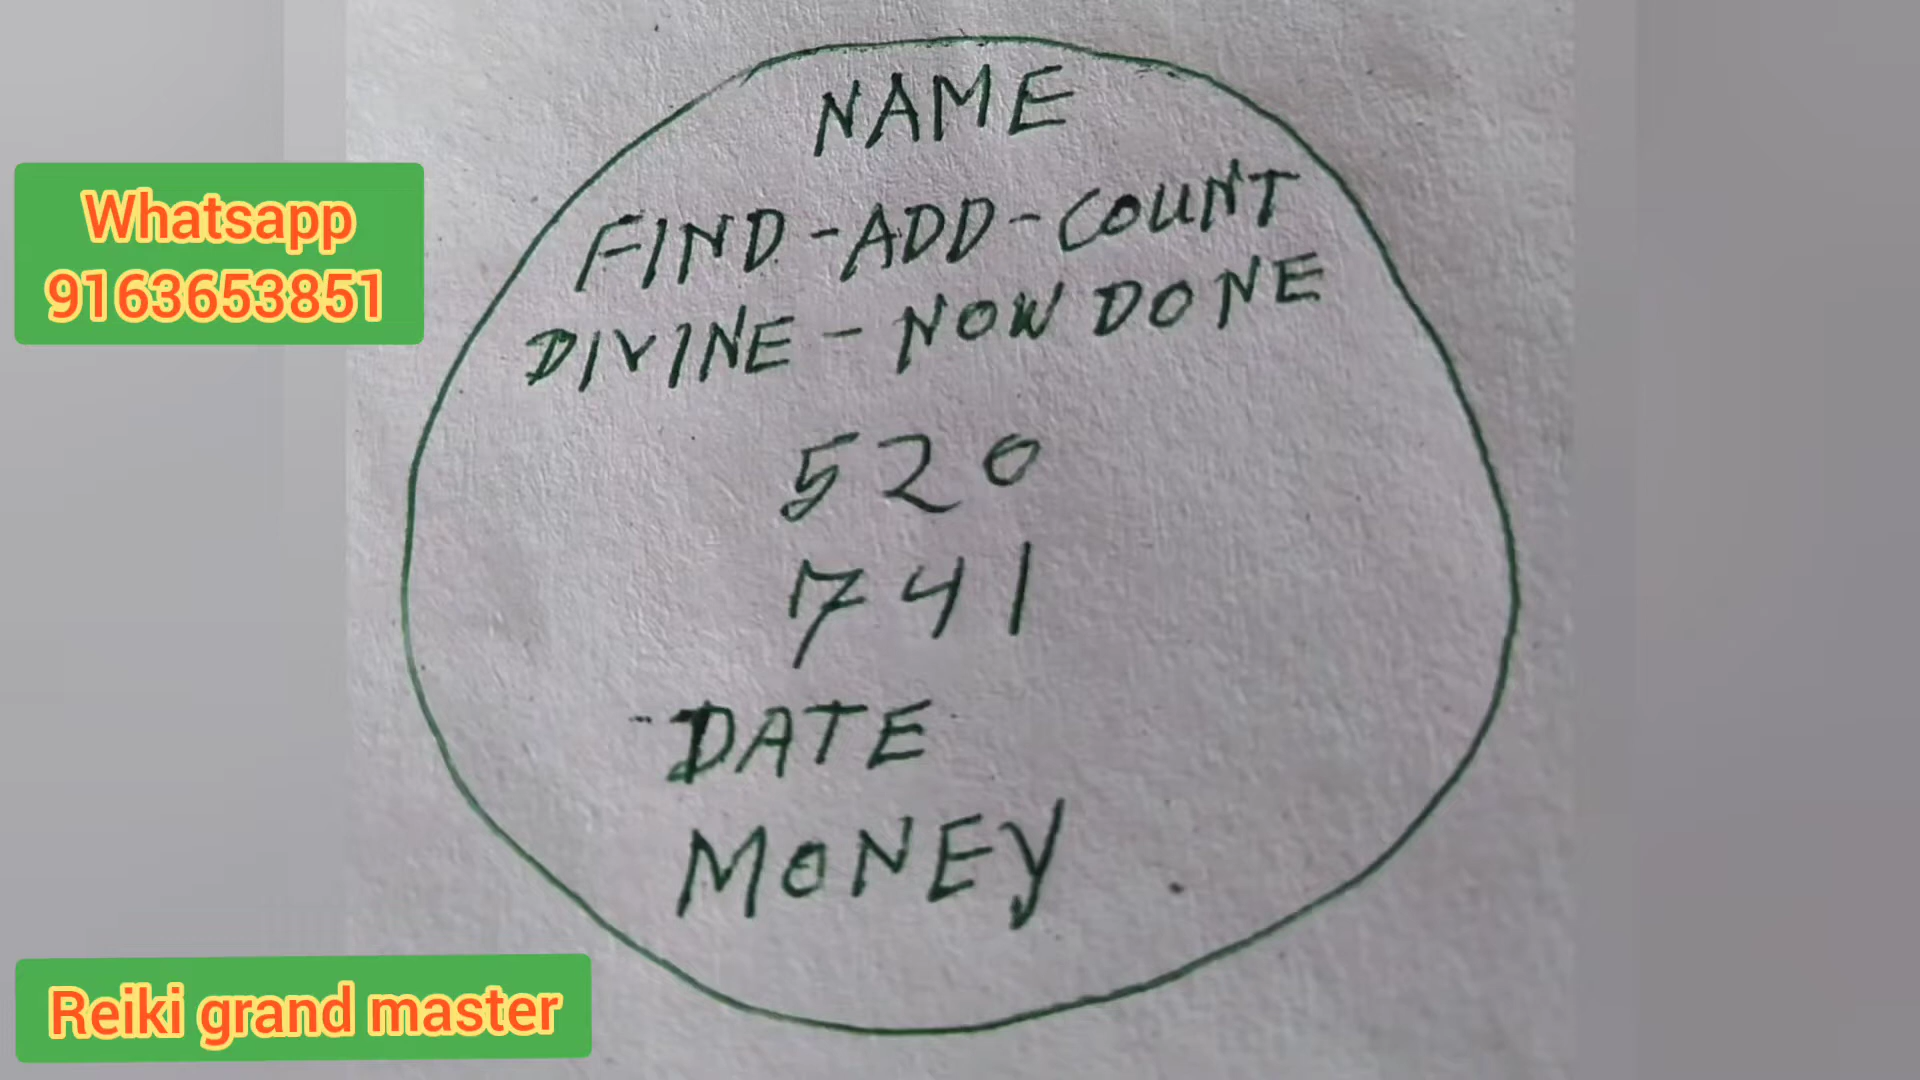 NAME
FIND-ADD-COUNT
DIVINE-NOW DONE
520
741
DATE
MONEY
Whatsapp
9163653851
Reiki grand master